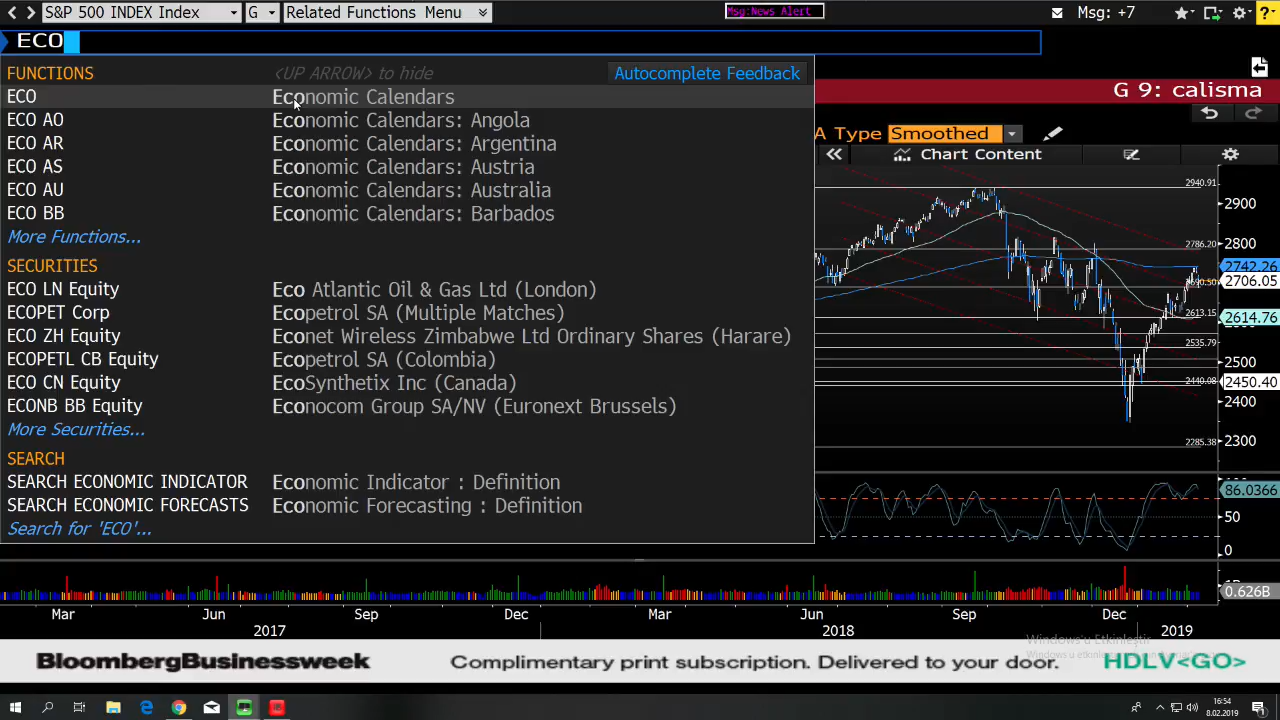 S&P 500 INDEX Index G Related Functions Menu Msg:News Alert Msg: +7 ?
ECO
FUNCTIONS <UP ARROW> to hide Autocomplete Feedback
ECO Economic Calendars
ECO AO Economic Calendars: Angola
ECO AR Economic Calendars: Argentina
ECO AS Economic Calendars: Austria
ECO AU Economic Calendars: Australia
ECO BB Economic Calendars: Barbados
More Functions...
SECURITIES
ECO LN Equity Eco Atlantic Oil & Gas Ltd (London)
ECOPET Corp Ecopetrol SA (Multiple Matches)
ECO ZH Equity Econet Wireless Zimbabwe Ltd Ordinary Shares (Harare)
ECOPETL CB Equity Ecopetrol SA (Colombia)
ECO CN Equity EcoSynthetix Inc (Canada)
ECONB BB Equity Econocom Group SA/NV (Euronext Brussels)
More Securities...
SEARCH
SEARCH ECONOMIC INDICATOR Economic Indicator : Definition
SEARCH ECONOMIC FORECASTS Economic Forecasting : Definition
Search for 'ECO'...
G 9: calisma
A Type Smoothed
Chart Content
2940.91
2900
2786.20
2800
2742.26
2706.05
2613.15
2614.76
2535.79
2500
2440.08
2450.40
2400
2300
2285.38
86.0366
50
0
0.626B
Mar Jun Sep Dec Mar Jun Sep Dec
2017 2018 2019
Windows'u Etkinleştir
BloombergBusinessweek Complimentary print subscription. Delivered to your door. HDLV<GO>
16:54
8.02.2019
1